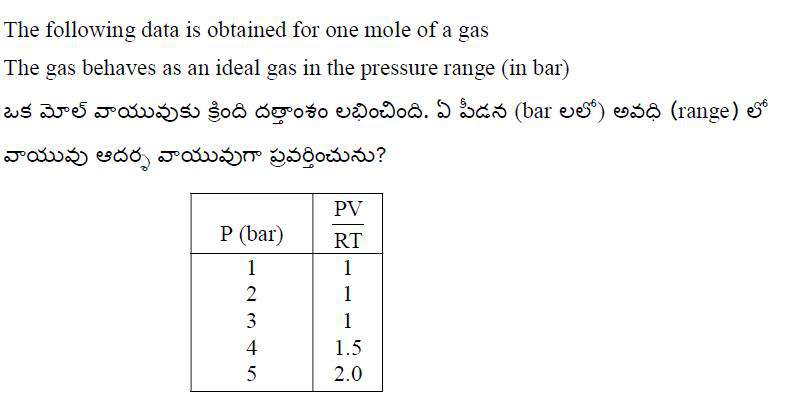 The following data is obtained for one mole of a gas
The gas behaves as an ideal gas in the pressure range (in bar)
ఒక మోల్ వాయువుకు క్రింది దత్తాంశం లభించింది. ఏ పీడన (bar లలో) అవధి (range) లో
వాయువు ఆదర్శ వాయువుగా ప్రవర్తించును?
P (bar) PV/RT
1 1
2 1
3 1
4 1.5
5 2.0